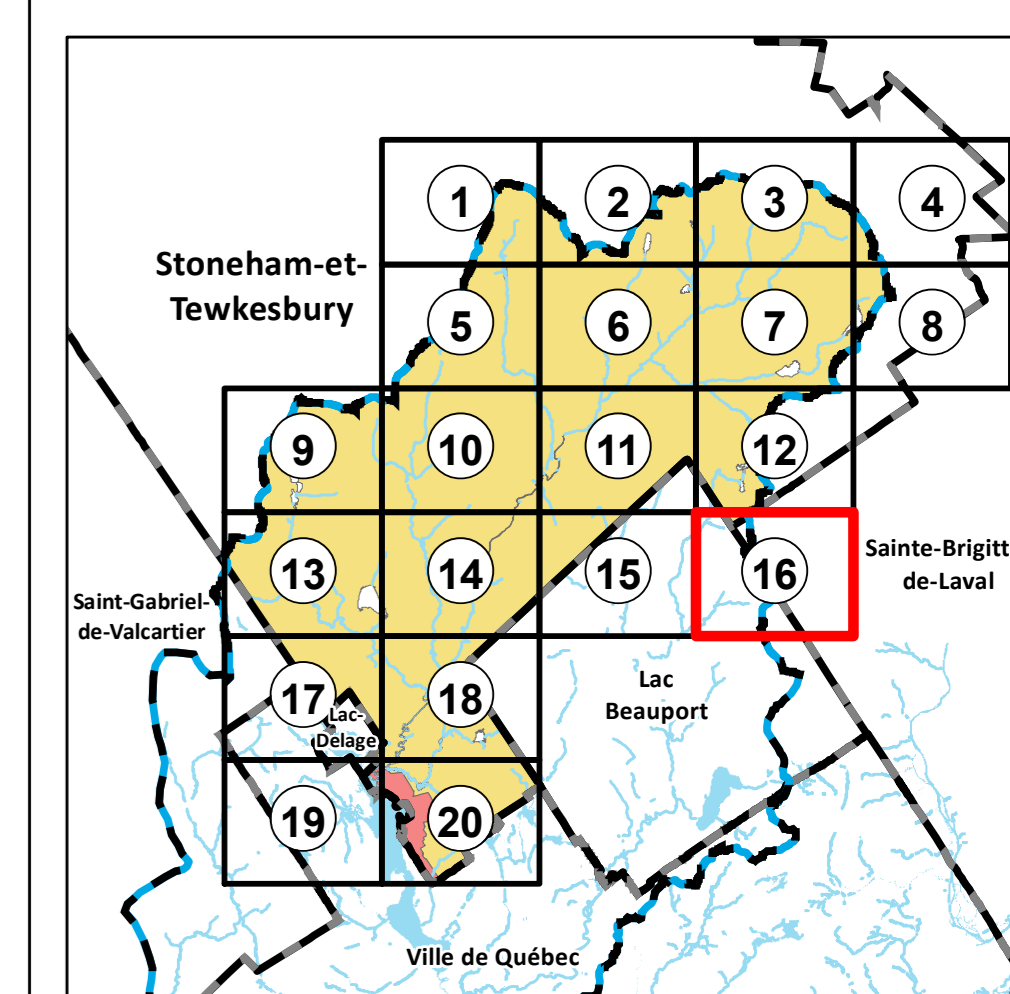 1
2
3
4
Stoneham-et-
Tewkesbury
5
6
7
8
9
10
11
12
13
14
15
16
Sainte-Brigitt
de-Laval
Saint-Gabriel-
de-Valcartier
17
Lac-
Delage
18
Lac
Beauport
19
20
Ville de Québec